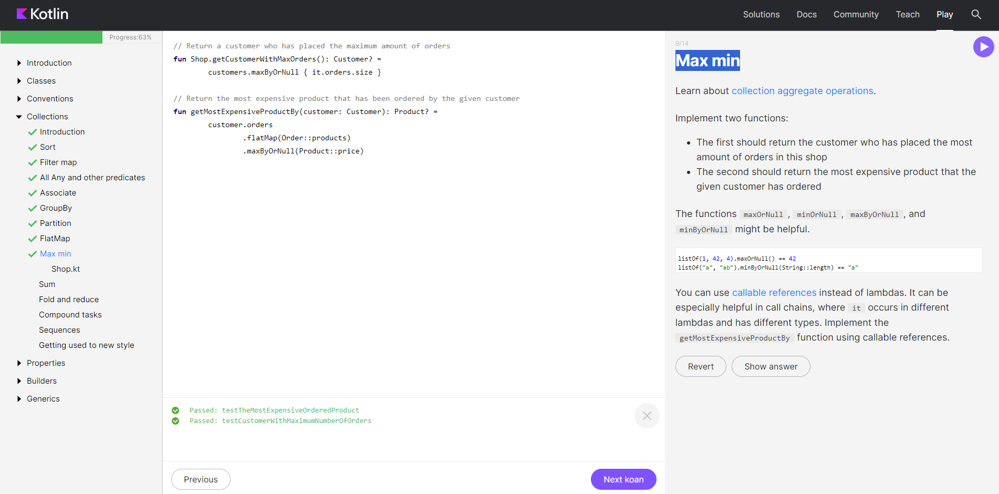 Kotlin
Solutions
Docs
Community
Teach
Play
Progress:63%
Introduction
Classes
Conventions
Collections
Introduction
Sort
Filter map
All Any and other predicates
Associate
GroupBy
Partition
FlatMap
Max min
Shop.kt
Sum
Fold and reduce
Compound tasks
Sequences
Getting used to new style
Properties
Builders
Generics
// Return a customer who has placed the maximum amount of orders
fun Shop.getCustomerWithMaxOrders(): Customer? =
        customers.maxByOrNull { it.orders.size }
// Return the most expensive product that has been ordered by the given customer
fun getMostExpensiveProductBy(customer: Customer): Product? =
        customer.orders
                .flatMap(Order::products)
                .maxByOrNull(Product::price)
Passed: testTheMostExpensiveOrderedProduct
Passed: testCustomerWithMaximumNumberOfOrders
Previous
Next koan
9/14
Max min
Learn about collection aggregate operations.
Implement two functions:
• The first should return the customer who has placed the most
amount of orders in this shop
• The second should return the most expensive product that the
given customer has ordered
The functions maxOrNull , minOrNull , maxByOrNull , and
minByOrNull might be helpful.
listOf(1, 42, 4).maxOrNull() == 42
listOf("a", "ab").minByOrNull(String::length) == "a"
You can use callable references instead of lambdas. It can be
especially helpful in call chains, where it occurs in different
lambdas and has different types. Implement the
getMostExpensiveProductBy function using callable references.
Revert
Show answer